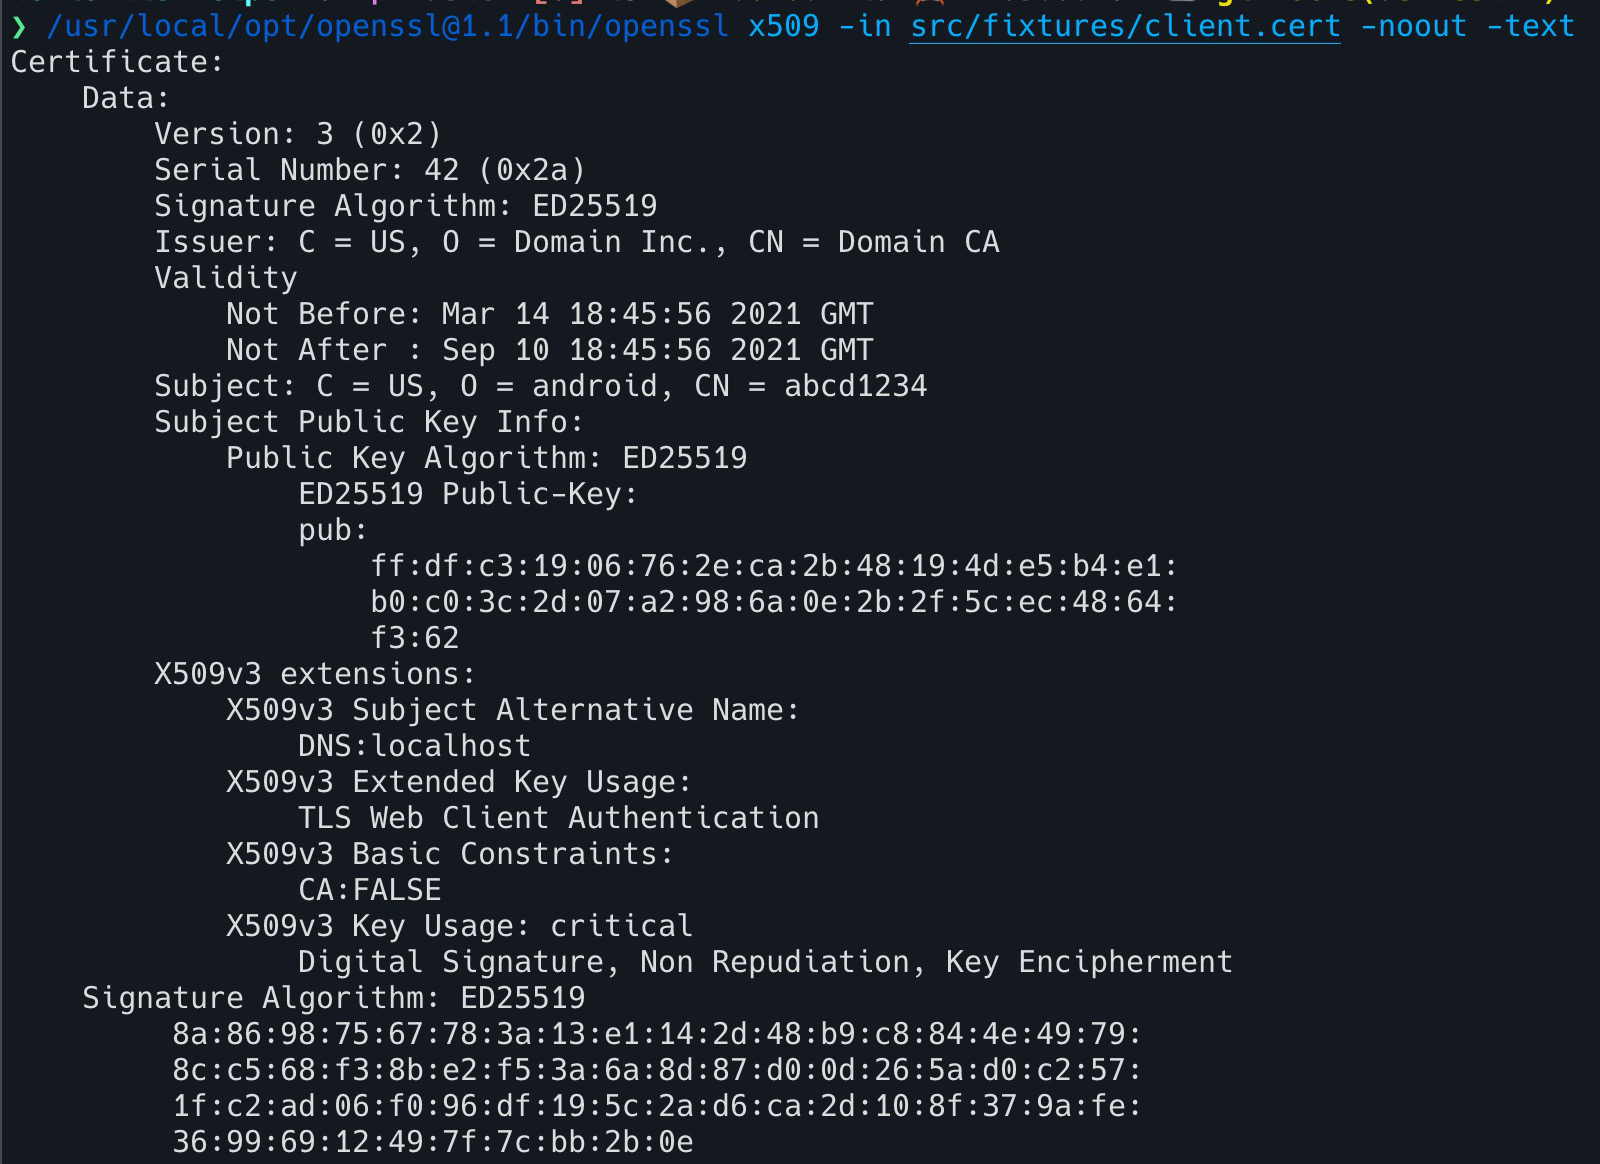 ❯ /usr/local/opt/openssl@1.1/bin/openssl x509 -in src/fixtures/client.cert -noout -text
Certificate:
    Data:
        Version: 3 (0x2)
        Serial Number: 42 (0x2a)
        Signature Algorithm: ED25519
        Issuer: C = US, O = Domain Inc., CN = Domain CA
        Validity
            Not Before: Mar 14 18:45:56 2021 GMT
            Not After : Sep 10 18:45:56 2021 GMT
        Subject: C = US, O = android, CN = abcd1234
        Subject Public Key Info:
            Public Key Algorithm: ED25519
                ED25519 Public-Key:
                pub:
                    ff:df:c3:19:06:76:2e:ca:2b:48:19:4d:e5:b4:e1:
                    b0:c0:3c:2d:07:a2:98:6a:0e:2b:2f:5c:ec:48:64:
                    f3:62
        X509v3 extensions:
            X509v3 Subject Alternative Name:
                DNS:localhost
            X509v3 Extended Key Usage:
                TLS Web Client Authentication
            X509v3 Basic Constraints:
                CA:FALSE
            X509v3 Key Usage: critical
                Digital Signature, Non Repudiation, Key Encipherment
    Signature Algorithm: ED25519
         8a:86:98:75:67:78:3a:13:e1:14:2d:48:b9:c8:84:4e:49:79:
         8c:c5:68:f3:8b:e2:f5:3a:6a:8d:87:d0:0d:26:5a:d0:c2:57:
         1f:c2:ad:06:f0:96:df:19:5c:2a:d6:ca:2d:10:8f:37:9a:fe:
         36:99:69:12:49:7f:7c:bb:2b:0e